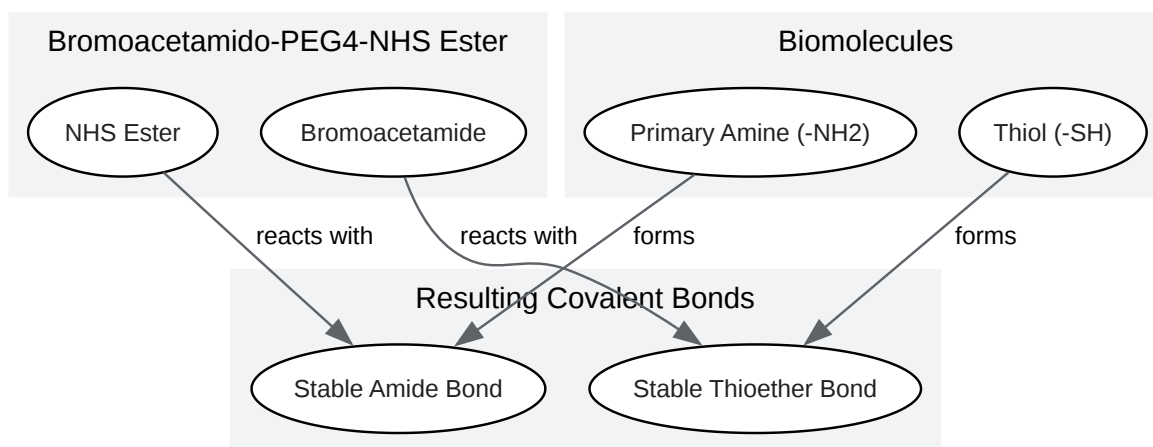 Bromoacetamido-PEG4-NHS Ester
Biomolecules
NHS Ester
Bromoacetamide
Primary Amine (-NH2)
Thiol (-SH)
reacts with
reacts with
forms
forms
Resulting Covalent Bonds
Stable Amide Bond
Stable Thioether Bond